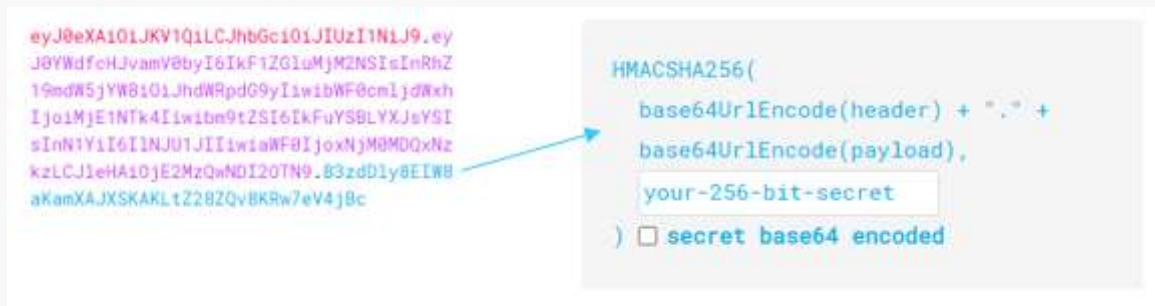 eyJ0eXAiOiJKV1QiLCJhbGciOiJIUzI1NiJ9.ey
J0YWdfcHJvamV0byI6IkF1ZGluMjM2NSIsInRhZ
19mdW5jYW8iOiJhdWRpdG9yIiwibWF0cmljdWxh
IjoiMjE1NTk4Iiwibm9tZSI6IkFuYSBLYXJsYSI
sInN1YiI6IlNJU1JIIiwiaWF0IjoxNjM0MDQxNz
kzLCJleHAiOjE2MzQwNDI2OTN9.B3zdDly8EIW8
aKamXAJXSKAKLtZ28ZQv8KRw7eV4jBc
HMACSHA256(
base64UrlEncode(header) + "." +
base64UrlEncode(payload),
your-256-bit-secret
) secret base64 encoded